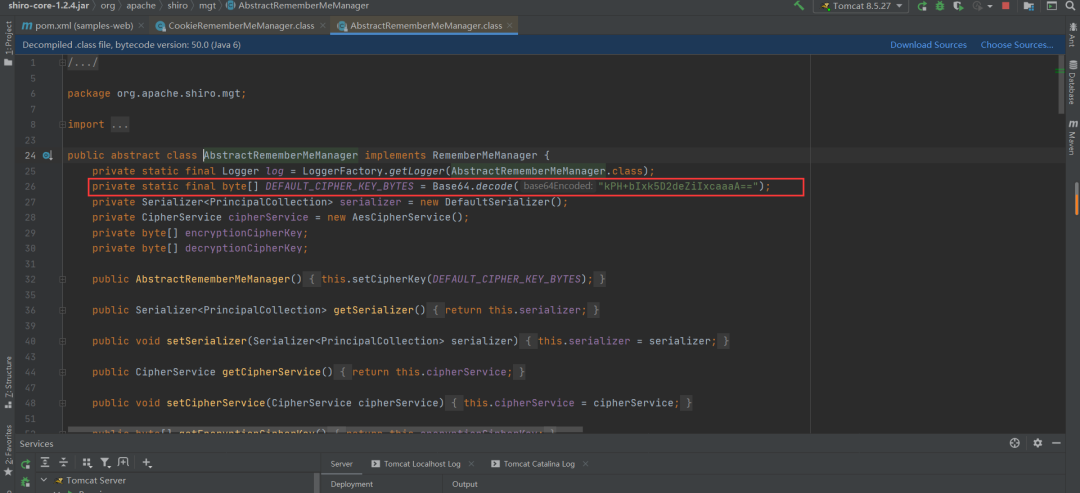 shiro-core-1.2.4.jar › org › apache › shiro › mgt › AbstractRememberMeManager
Tomcat 8.5.27
pom.xml (samples-web) × CookieRememberMeManager.class × AbstractRememberMeManager.class ×
Decompiled .class file, bytecode version: 50.0 (Java 6) Download Sources Choose Sources...
1 /.../
5
6 package org.apache.shiro.mgt;
7
8 import ...
23
24 public abstract class AbstractRememberMeManager implements RememberMeManager {
25 private static final Logger log = LoggerFactory.getLogger(AbstractRememberMeManager.class);
26 private static final byte[] DEFAULT_CIPHER_KEY_BYTES = Base64.decode( base64Encoded: "kPH+bIxk5D2deZiIxcaaaA==");
27 private Serializer<PrincipalCollection> serializer = new DefaultSerializer();
28 private CipherService cipherService = new AesCipherService();
29 private byte[] encryptionCipherKey;
30 private byte[] decryptionCipherKey;
31
32 public AbstractRememberMeManager() { this.setCipherKey(DEFAULT_CIPHER_KEY_BYTES); }
35
36 public Serializer<PrincipalCollection> getSerializer() { return this.serializer; }
39
40 public void setSerializer(Serializer<PrincipalCollection> serializer) { this.serializer = serializer; }
43
44 public CipherService getCipherService() { return this.cipherService; }
47
48 public void setCipherService(CipherService cipherService) { this.cipherService = cipherService; }
51
1: Project
Z: Structure
2: Favorites
Ant
Database
Maven
Services
Server Tomcat Localhost Log × Tomcat Catalina Log ×
Tomcat Server
Deployment Output